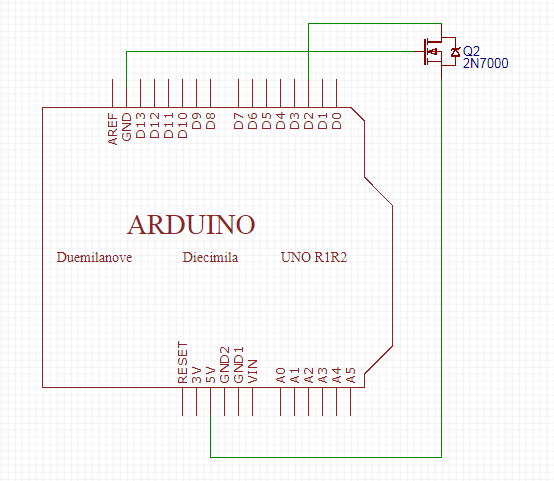 Q2
2N7000
AREF
GND
D13
D12
D11
D10
D9
D8
D7
D6
D5
D4
D3
D2
D1
D0
ARDUINO
Duemilanove Diecimila UNO R1R2
RESET
3V
5V
GND2
GND1
VIN
A0
A1
A2
A3
A4
A5